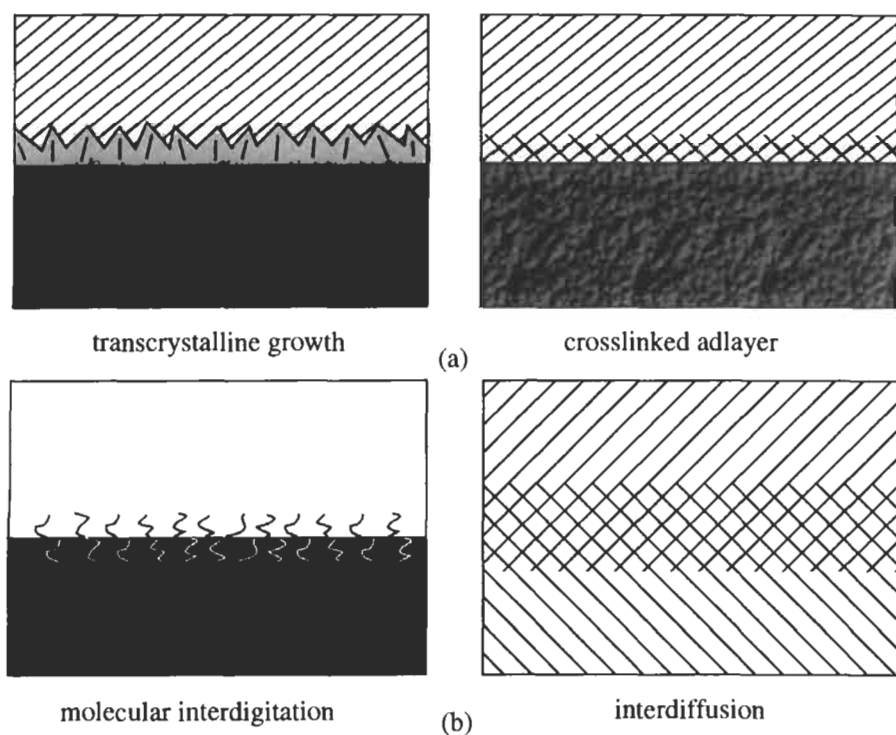 transcrystalline growth
crosslinked adlayer
(a)
molecular interdigitation
interdiffusion
(b)